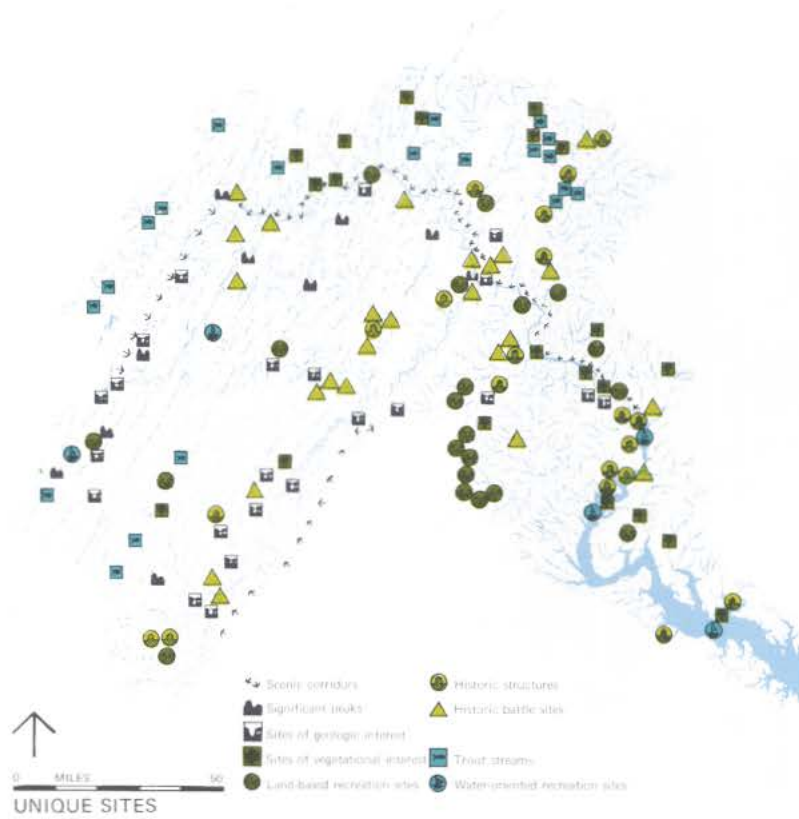 Scenic corridors
Significant peaks
Sites of geologic interest
Sites of vegetational interest
Land-based recreation sites
Historic structures
Historic battle sites
Trout streams
Water-oriented recreation sites
0 MILES 50
UNIQUE SITES